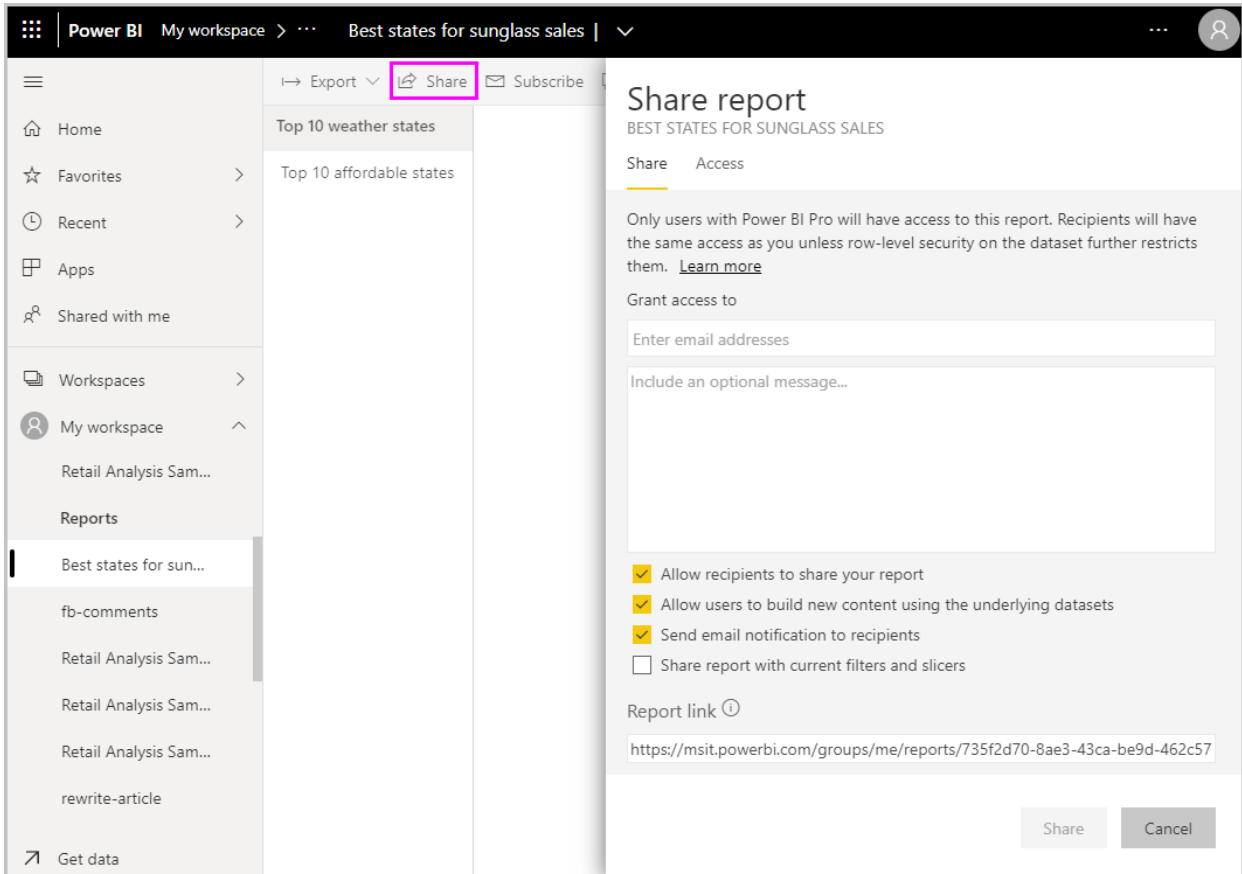 Power BI My workspace > ··· Best states for sunglass sales | ···
Export Share Subscribe
Home
Favorites
Recent
Apps
Shared with me
Workspaces
My workspace
Retail Analysis Sam...
Reports
Best states for sun...
fb-comments
Retail Analysis Sam...
Retail Analysis Sam...
Retail Analysis Sam...
rewrite-article
Get data
Top 10 weather states
Top 10 affordable states
Share report
BEST STATES FOR SUNGLASS SALES
Share Access
Only users with Power BI Pro will have access to this report. Recipients will have
the same access as you unless row-level security on the dataset further restricts
them. Learn more
Grant access to
Enter email addresses
Include an optional message...
Allow recipients to share your report
Allow users to build new content using the underlying datasets
Send email notification to recipients
Share report with current filters and slicers
Report link
https://msit.powerbi.com/groups/me/reports/735f2d70-8ae3-43ca-be9d-462c57
Share Cancel